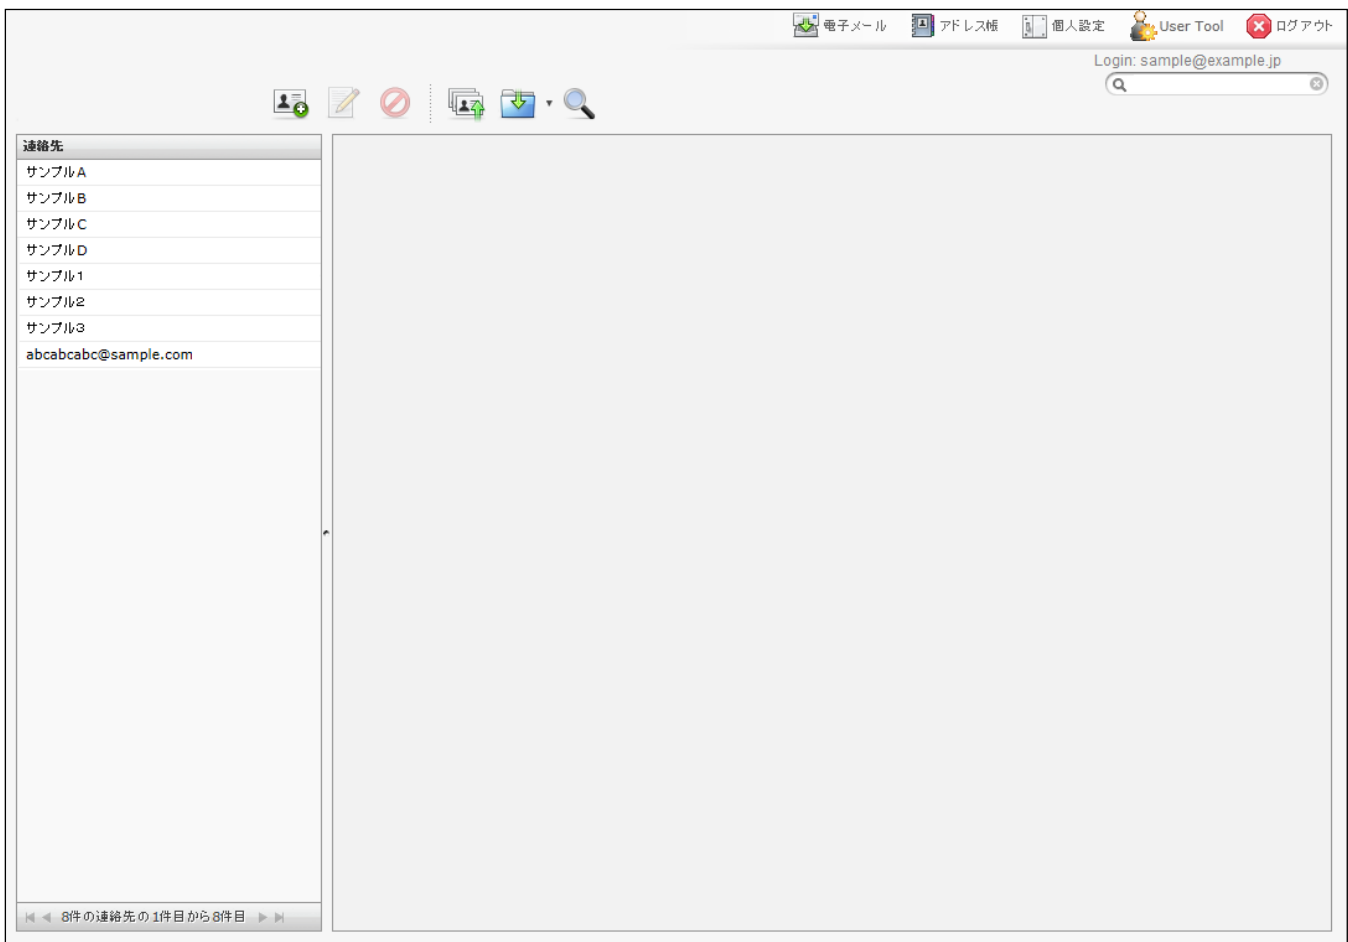 電子メール アドレス帳 個人設定 User Tool ログアウト
Login: sample@example.jp
連絡先
サンプルA
サンプルB
サンプルC
サンプルD
サンプル1
サンプル2
サンプル3
abcabcabc@sample.com
8件の連絡先の1件目から8件目